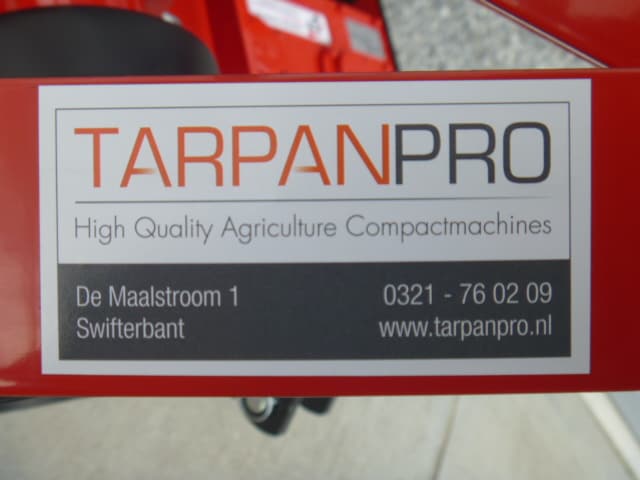 TARPANPRO
High Quality Agriculture Compactmachines
De Maalstroom 1
0321 - 76 02 09
Swifterbant
www.tarpanpro.nl